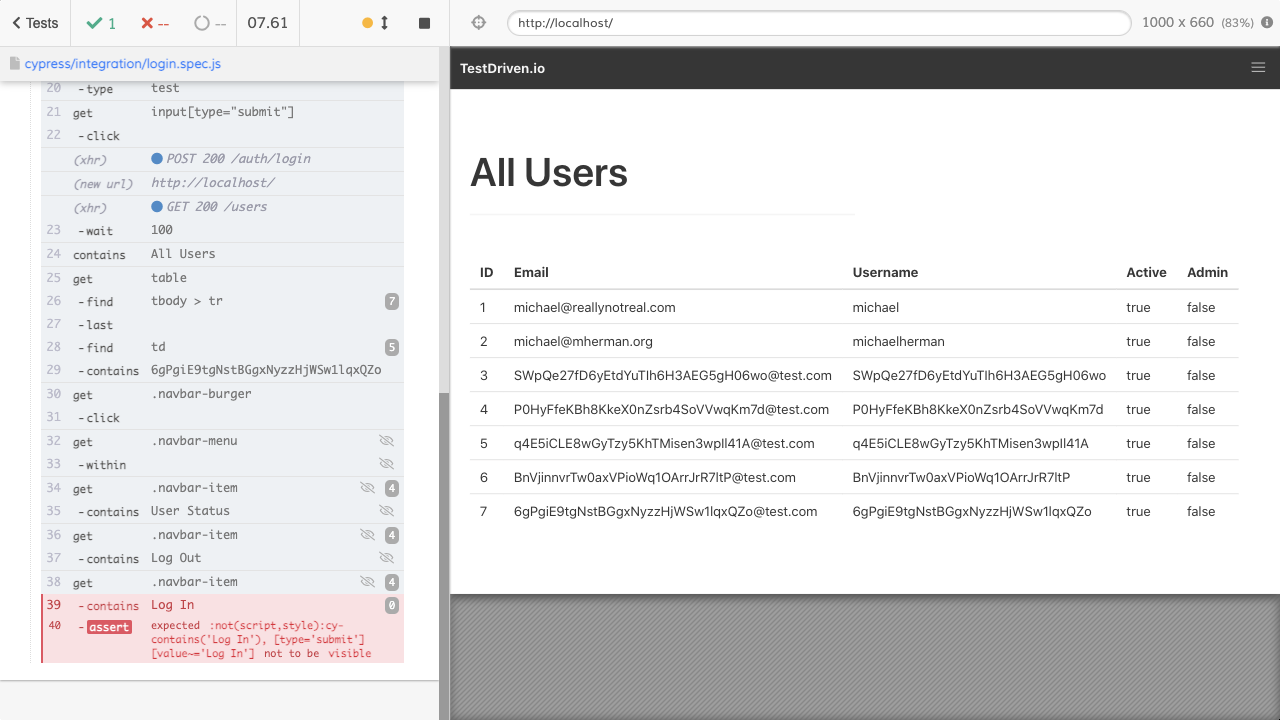 Tests
1
--
--
07.61
http://localhost/
1000 x 660 (83%)
cypress/integration/login.spec.js
20 -type test
21 get input[type="submit"]
22 -click
(xhr) POST 200 /auth/login
(new url) http://localhost/
(xhr) GET 200 /users
23 -wait 100
24 contains All Users
25 get table
26 -find tbody > tr 7
27 -last
28 -find td 5
29 -contains 6gPgiE9tgNstBGgxNyzzHjWSw1lqxQZo
30 get .navbar-burger
31 -click
32 get .navbar-menu
33 -within
34 get .navbar-item 4
35 -contains User Status
36 get .navbar-item 4
37 -contains Log Out
38 get .navbar-item 4
39 -contains Log In 0
40 -assert expected :not(script,style):cy-
contains('Log In'), [type='submit']
[value~='Log In'] not to be visible
TestDriven.io
All Users
ID Email Username Active Admin
1 michael@reallynotreal.com michael true false
2 michael@mherman.org michaelherman true false
3 SWpQe27fD6yEtdYuTIh6H3AEG5gH06wo@test.com SWpQe27fD6yEtdYuTIh6H3AEG5gH06wo true false
4 P0HyFfeKBh8KkeX0nZsrb4SoVVwqKm7d@test.com P0HyFfeKBh8KkeX0nZsrb4SoVVwqKm7d true false
5 q4E5iCLE8wGyTzy5KhTMisen3wpIl41A@test.com q4E5iCLE8wGyTzy5KhTMisen3wpIl41A true false
6 BnVjinnvrTw0axVPioWq1OArrJrR7ltP@test.com BnVjinnvrTw0axVPioWq1OArrJrR7ltP true false
7 6gPgiE9tgNstBGgxNyzzHjWSw1lqxQZo@test.com 6gPgiE9tgNstBGgxNyzzHjWSw1lqxQZo true false